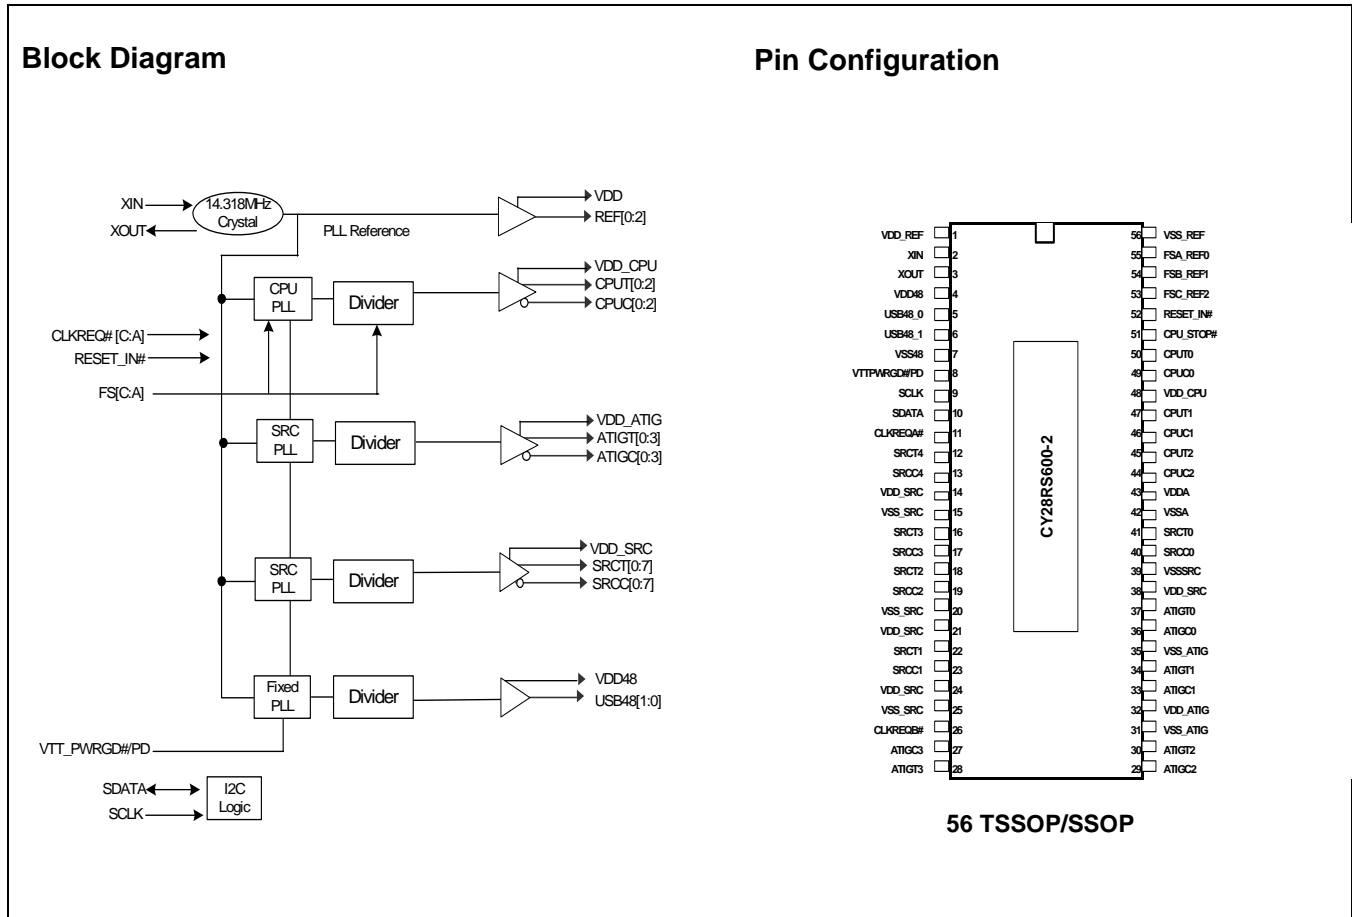 Block Diagram
XIN
XOUT
14.318MHz
Crystal
PLL Reference
VDD
REF[0:2]
CPU
PLL
Divider
VDD_CPU
CPUT[0:2]
CPUC[0:2]
CLKREQ# [C:A]
RESET_IN#
FS[C:A]
SRC
PLL
Divider
VDD_ATIG
ATIGT[0:3]
ATIGC[0:3]
SRC
PLL
Divider
VDD_SRC
SRCT[0:7]
SRCC[0:7]
Fixed
PLL
Divider
VDD48
USB48[1:0]
VTT_PWRGD#/PD
SDATA
SCLK
I2C
Logic
Pin Configuration
VDD_REF 1 56 VSS_REF
XIN 2 55 FSA_REF0
XOUT 3 54 FSB_REF1
VDD48 4 53 FSC_REF2
USB48_0 5 52 RESET_IN#
USB48_1 6 51 CPU_STOP#
VSS48 7 50 CPUT0
VTTPWRGD#/PD 8 49 CPUC0
SCLK 9 48 VDD_CPU
SDATA 10 47 CPUT1
CLKREQA# 11 46 CPUC1
SRCT4 12 45 CPUT2
SRCC4 13 44 CPUC2
VDD_SRC 14 43 VDDA
VSS_SRC 15 42 VSSA
SRCT3 16 41 SRCT0
SRCC3 17 40 SRCC0
SRCT2 18 39 VSSSRC
SRCC2 19 38 VDD_SRC
VSS_SRC 20 37 ATIGT0
VDD_SRC 21 36 ATIGC0
SRCT1 22 35 VSS_ATIG
SRCC1 23 34 ATIGT1
VDD_SRC 24 33 ATIGC1
VSS_SRC 25 32 VDD_ATIG
CLKREQB# 26 31 VSS_ATIG
ATIGC3 27 30 ATIGT2
ATIGT3 28 29 ATIGC2
CY28RS600-2
56 TSSOP/SSOP